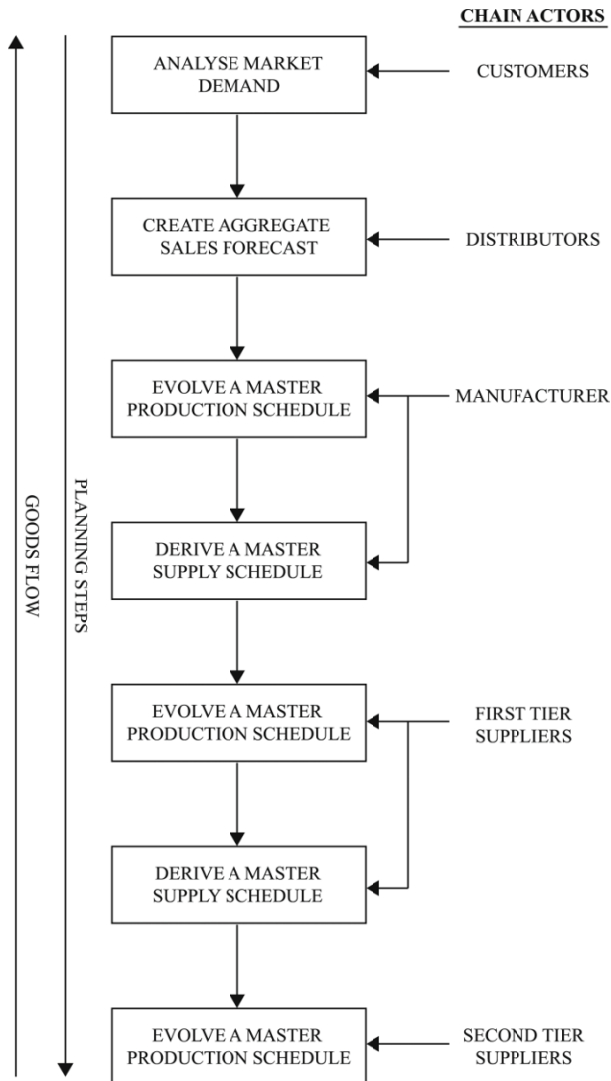 CHAIN ACTORS
ANALYSE MARKET
DEMAND
CUSTOMERS
CREATE AGGREGATE
SALES FORECAST
DISTRIBUTORS
EVOLVE A MASTER
PRODUCTION SCHEDULE
MANUFACTURER
GOODS FLOW
PLANNING STEPS
DERIVE A MASTER
SUPPLY SCHEDULE
EVOLVE A MASTER
PRODUCTION SCHEDULE
FIRST TIER
SUPPLIERS
DERIVE A MASTER
SUPPLY SCHEDULE
EVOLVE A MASTER
PRODUCTION SCHEDULE
SECOND TIER
SUPPLIERS